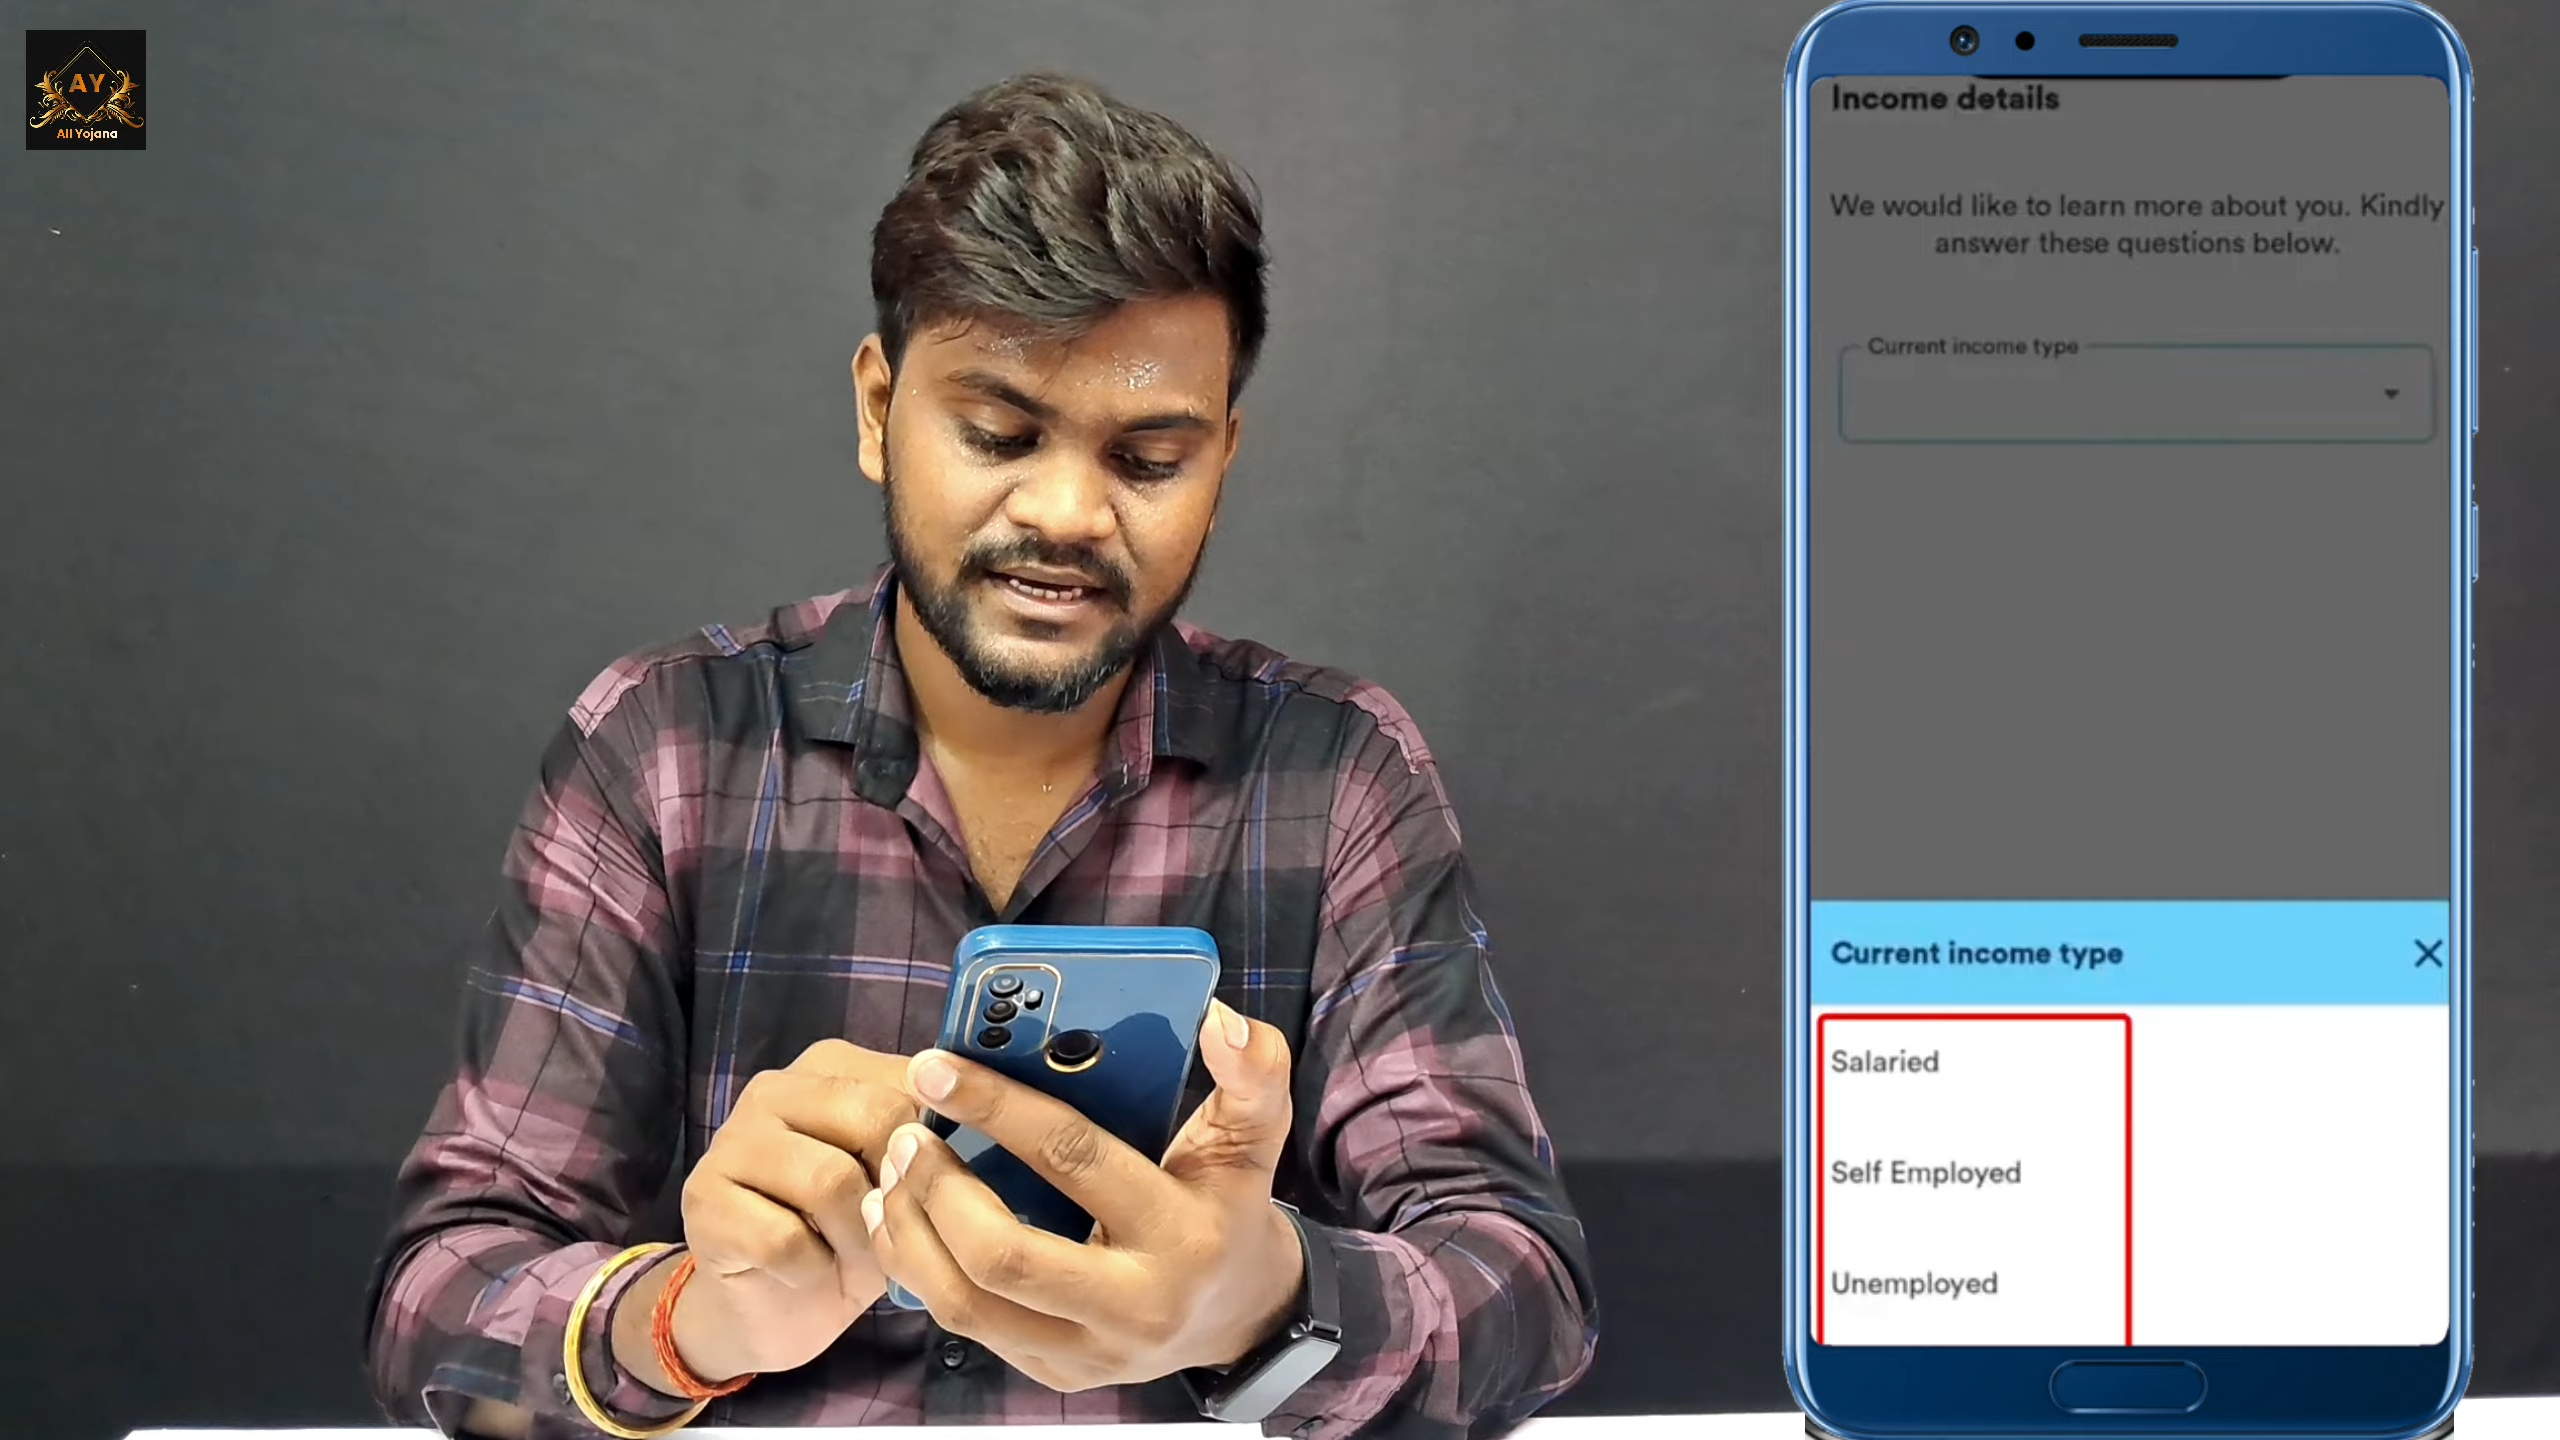 AY
All Yojana
Income details
We would like to learn more about you. Kindly
answer these questions below.
Current income type
Current income type
Salaried
Self Employed
Unemployed